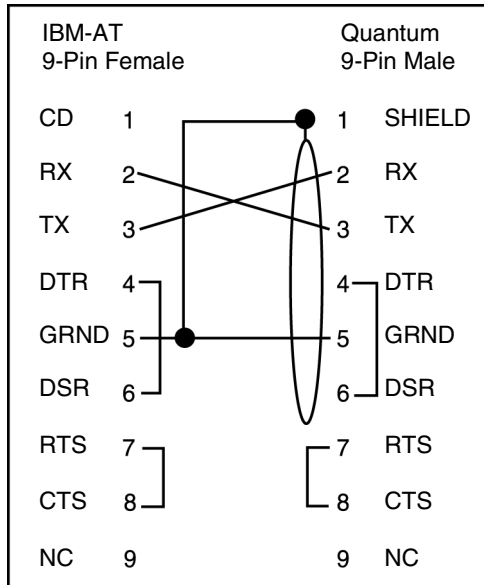 IBM-AT Quantum
9-Pin Female 9-Pin Male
CD 1 1 SHIELD
RX 2 2 RX
TX 3 3 TX
DTR 4 4 DTR
GRND 5 5 GRND
DSR 6 6 DSR
RTS 7 7 RTS
CTS 8 8 CTS
NC 9 9 NC